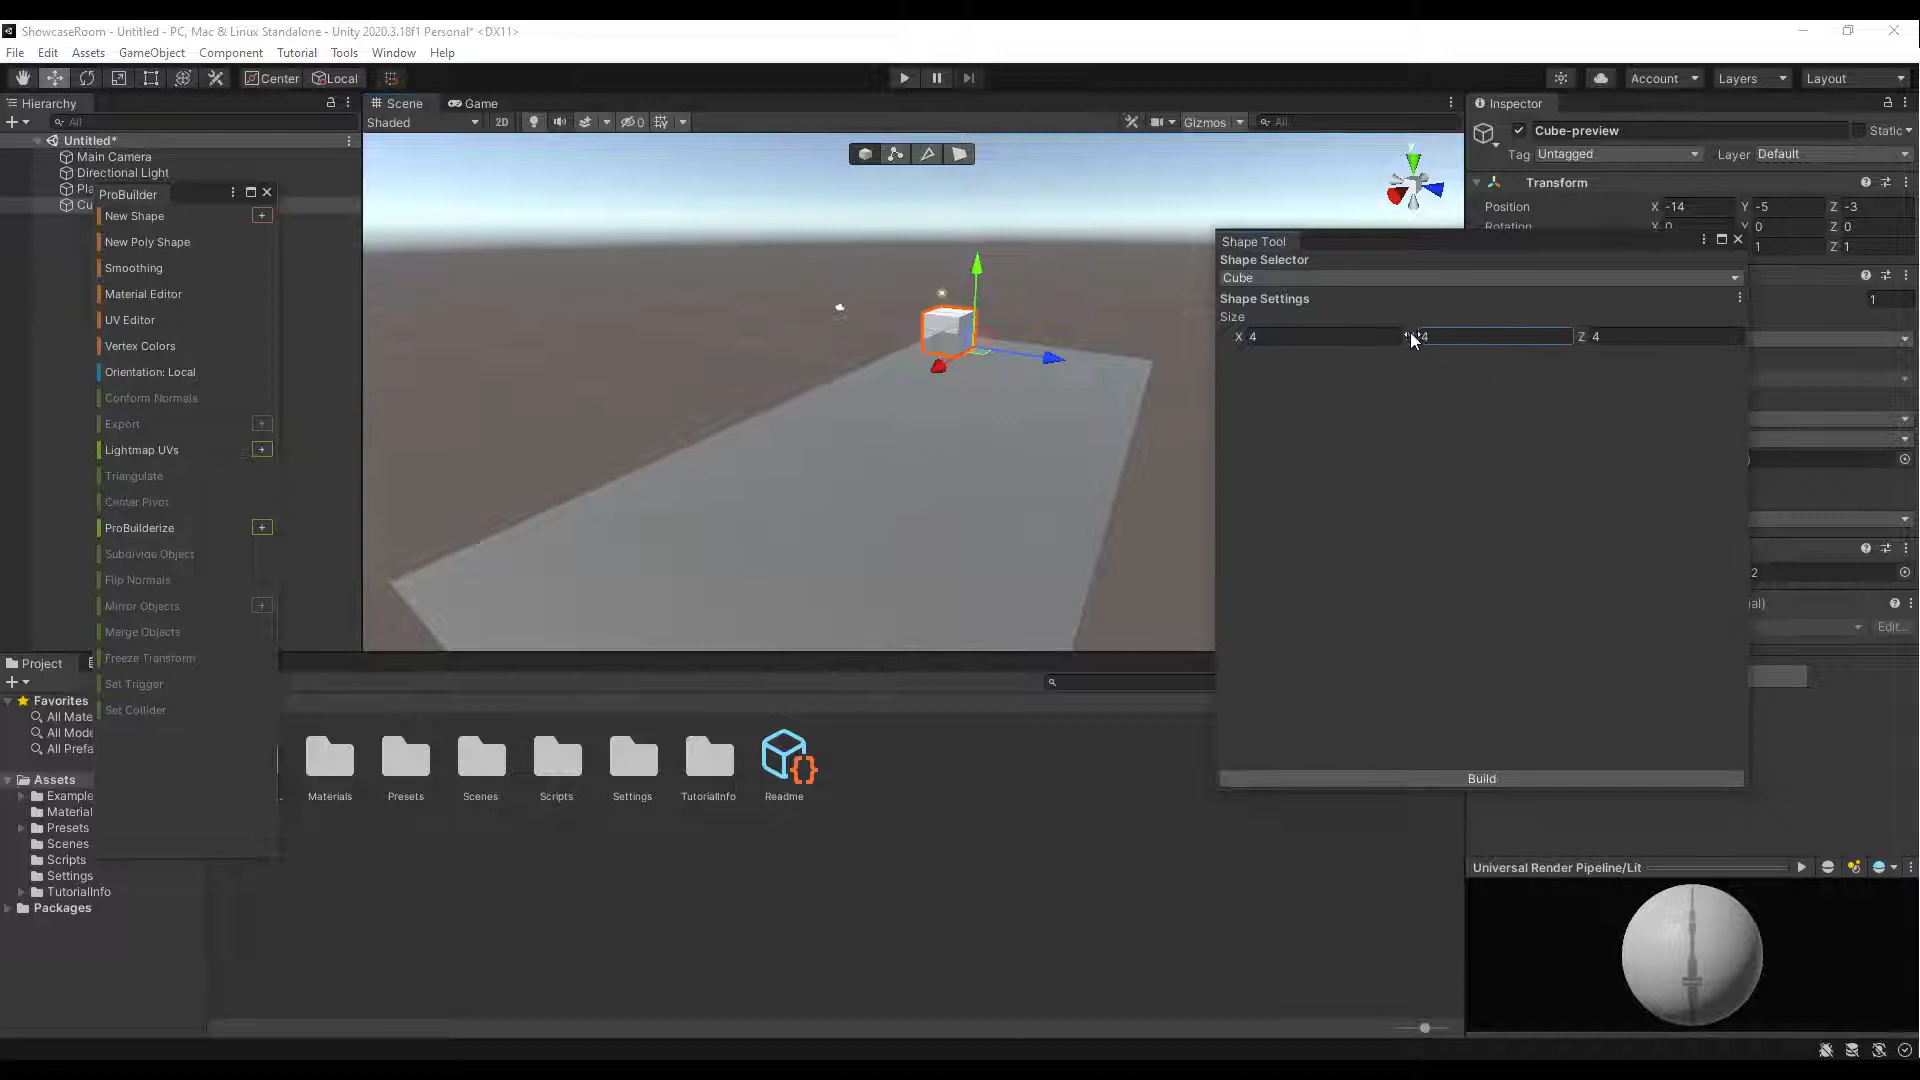 ShowcaseRoom - Untitled - PC, Mac & Linux Standalone - Unity 2020.3.18f1 Personal* <DX11>
File Edit Assets GameObject Component Tutorial Tools Window Help
Center Local Account Layers Layout
Hierarchy
All
Untitled*
Main Camera
Directional Light
Pla
Cu
ProBuilder
New Shape +
New Poly Shape
Smoothing
Material Editor
UV Editor
Vertex Colors
Orientation: Local
Conform Normals
Export +
Lightmap UVs +
Triangulate
Center Pivot
ProBuilderize +
Subdivide Object
Flip Normals
Mirror Objects +
Merge Objects
Freeze Transform
Set Trigger
Set Collider
Scene Game
Shaded 2D 0 Gizmos All
y
Inspector
Cube-preview Static
Tag Untagged Layer Default
Transform
Position X -14 Y -5 Z -3
Rotation X 0 Y 0 Z 0
1 Z 1
1
2
al)
Edit...
Shape Tool
Shape Selector
Cube
Shape Settings
Size
X 4 4 Z 4
Build
Project
Favorites
All Mate
All Mode
All Prefa
Assets
Example
Material
Presets
Scenes
Scripts
Settings
TutorialInfo
Packages
Materials Presets Scenes Scripts Settings TutorialInfo Readme
Universal Render Pipeline/Lit